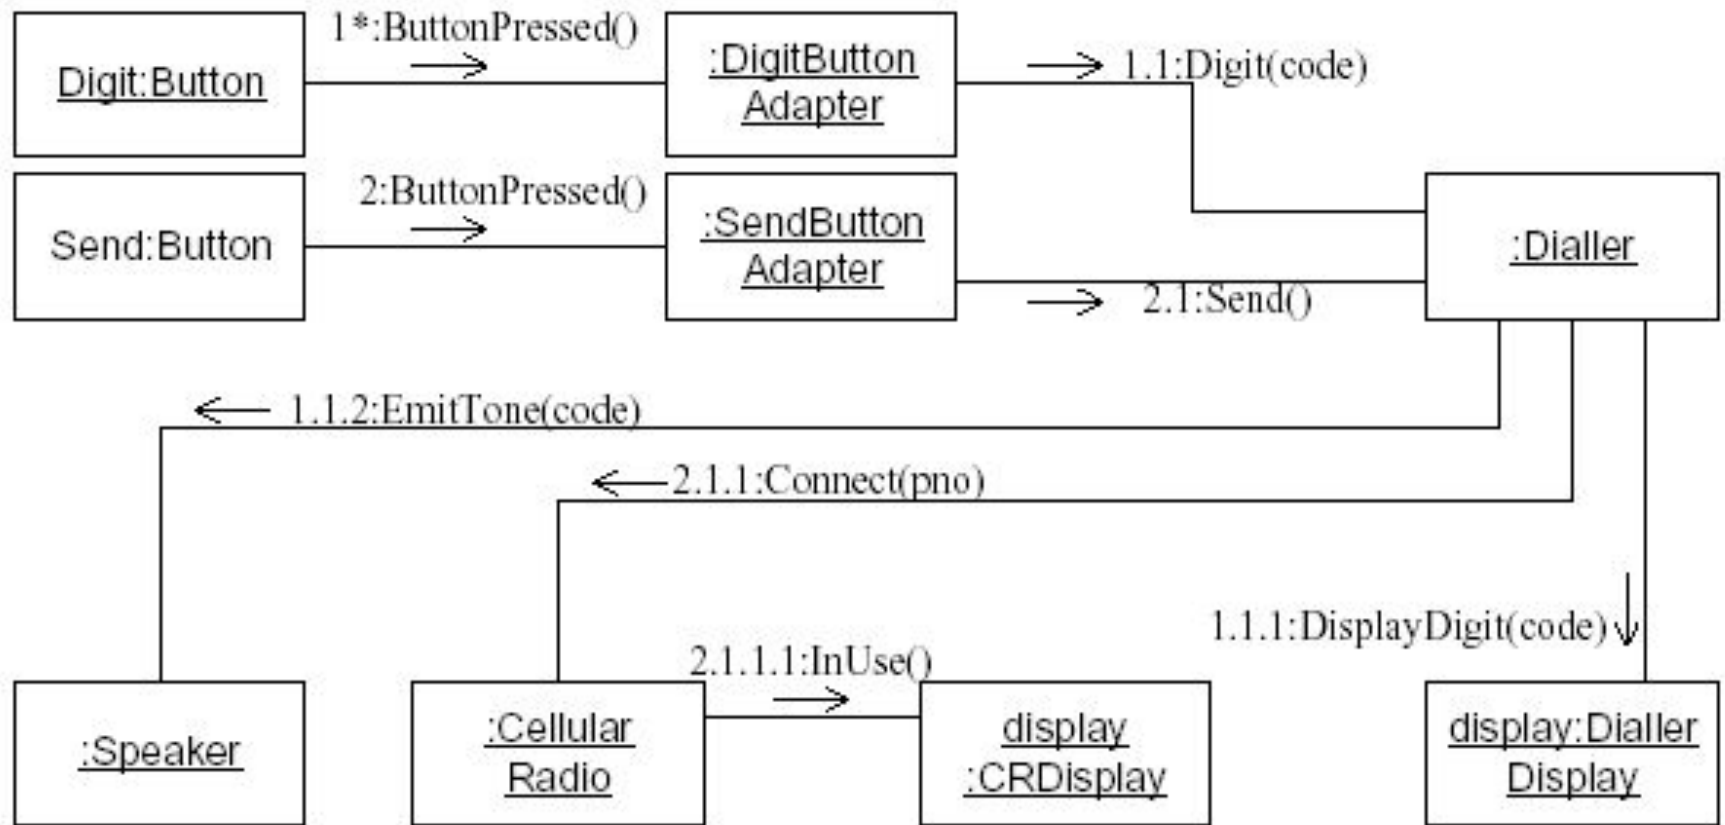 1*:ButtonPressed()
Digit:Button
:DigitButton
Adapter
1.1:Digit(code)
2:ButtonPressed()
Send:Button
:SendButton
Adapter
2.1:Send()
:Dialler
1.1.2:EmitTone(code)
2.1.1:Connect(pno)
1.1.1:DisplayDigit(code)
2.1.1.1:InUse()
:Speaker
:Cellular
Radio
display
:CRDisplay
display:Dialler
Display